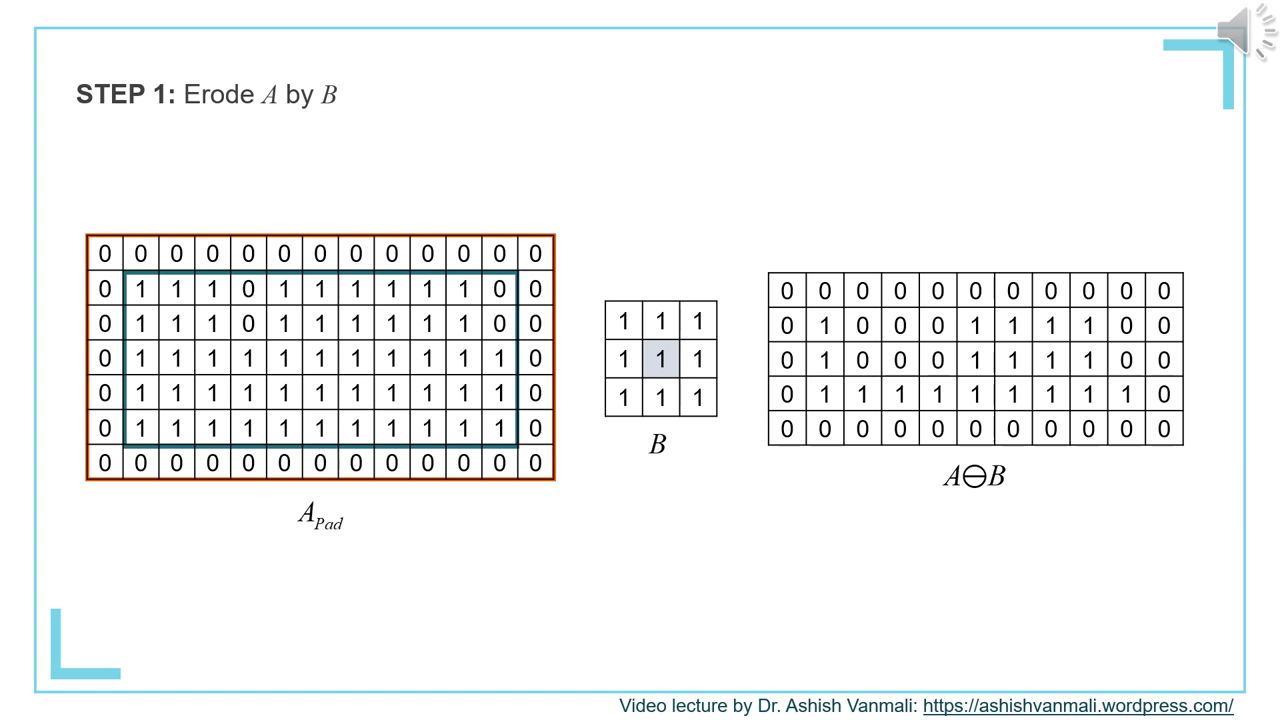 STEP 1: Erode A by B
0 0 0 0 0 0 0 0 0 0 0 0 0
0 1 1 1 0 1 1 1 1 1 1 0 0
0 1 1 1 0 1 1 1 1 1 1 0 0
0 1 1 1 1 1 1 1 1 1 1 1 0
0 1 1 1 1 1 1 1 1 1 1 1 0
0 1 1 1 1 1 1 1 1 1 1 1 0
0 0 0 0 0 0 0 0 0 0 0 0 0
A_Pad
1 1 1
1 1 1
1 1 1
B
0 0 0 0 0 0 0 0 0 0 0
0 1 0 0 0 1 1 1 1 0 0
0 1 0 0 0 1 1 1 1 0 0
0 1 1 1 1 1 1 1 1 1 0
0 0 0 0 0 0 0 0 0 0 0
A⊖B
Video lecture by Dr. Ashish Vanmali: https://ashishvanmali.wordpress.com/